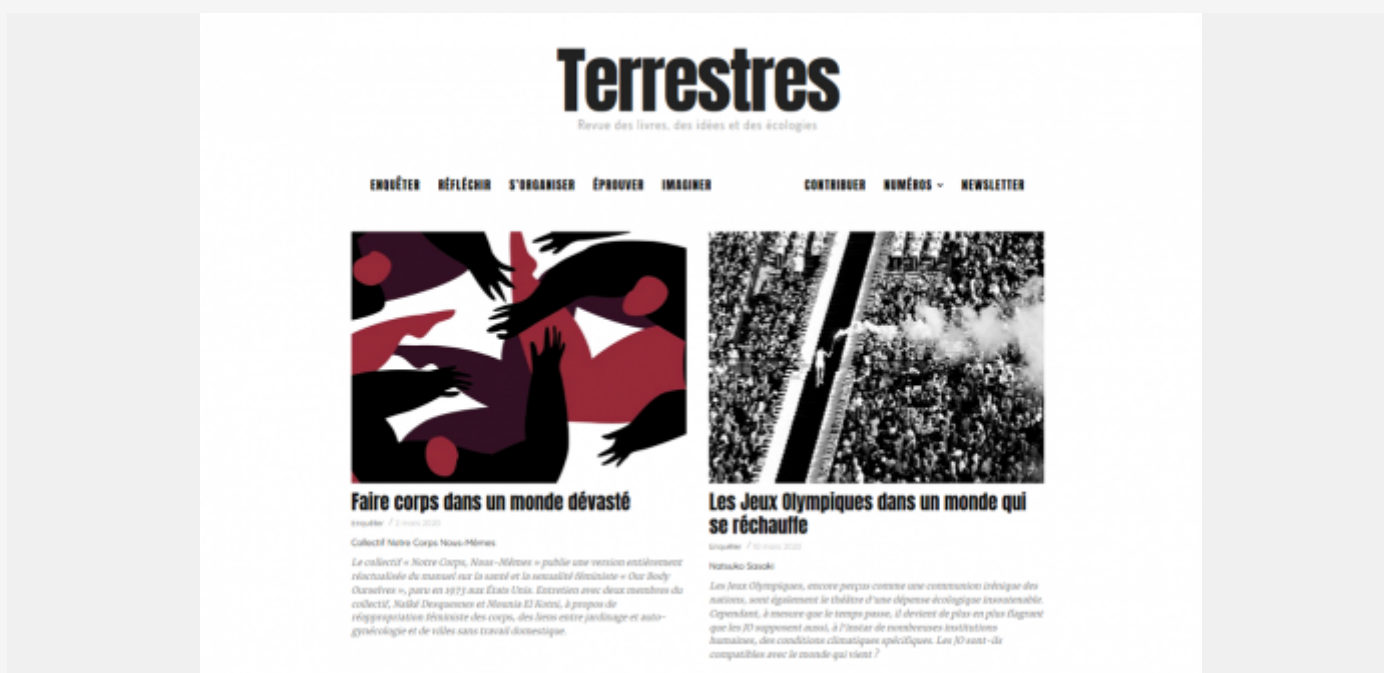 Terrestres
Revue des livres, des idées et des écologies
ENQUÊTER RÉFLÉCHIR S'ORGANISER ÉPROUVER IMAGINER CONTRIBUER NUMÉROS NEWSLETTER
Faire corps dans un monde dévasté
Enquêter / 2 mars 2020
Collectif Notre Corps Nous-Mêmes
Le collectif « Notre Corps, Nous-Mêmes » publie une version entièrement
réactualisée du manuel sur la santé et la sexualité féministe « Our Body
Ourselves », paru en 1973 aux États Unis. Entretien avec deux membres du
collectif, Naïké Desquesnes et Nounia El Kotni, à propos de
réappropriation féministe des corps, des liens entre jardinage et auto-
gynécologie et de villes sans travail domestique.
Les Jeux Olympiques dans un monde qui
se réchauffe
Enquêter / 10 mars 2020
Natsuko Sasaki
Les Jeux Olympiques, encore perçus comme une communion irénique des
nations, sont également le théâtre d'une dépense écologique insoutenable.
Cependant, à mesure que le temps passe, il devient de plus en plus flagrant
que les JO supposent aussi, à l'instar de nombreuses institutions
humaines, des conditions climatiques spécifiques. Les JO sont-ils
compatibles avec le monde qui vient ?